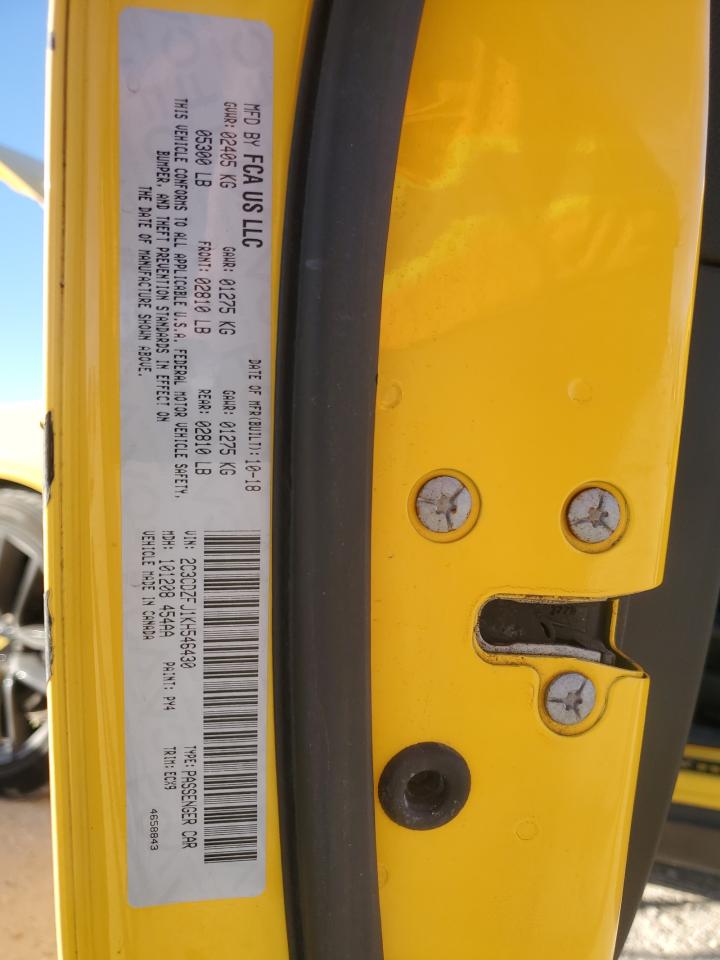 MFD BY FCA US LLC
DATE OF MFR(BUILT): 10-18
GVWR: 02405 KG
GAWR: 01275 KG
GAWR: 01275 KG
05300 LB
FRONT: 02810 LB
REAR: 02810 LB
THIS VEHICLE CONFORMS TO ALL APPLICABLE U.S.A. FEDERAL MOTOR VEHICLE SAFETY,
BUMPER, AND THEFT PREVENTION STANDARDS IN EFFECT ON
THE DATE OF MANUFACTURE SHOWN ABOVE.
VIN: 2C3CDZFJ1KH546430
TYPE: PASSENGER CAR
MDH: 101208 454AA
PAINT: PY4
TRIM: ECX9
VEHICLE MADE IN CANADA
4658843